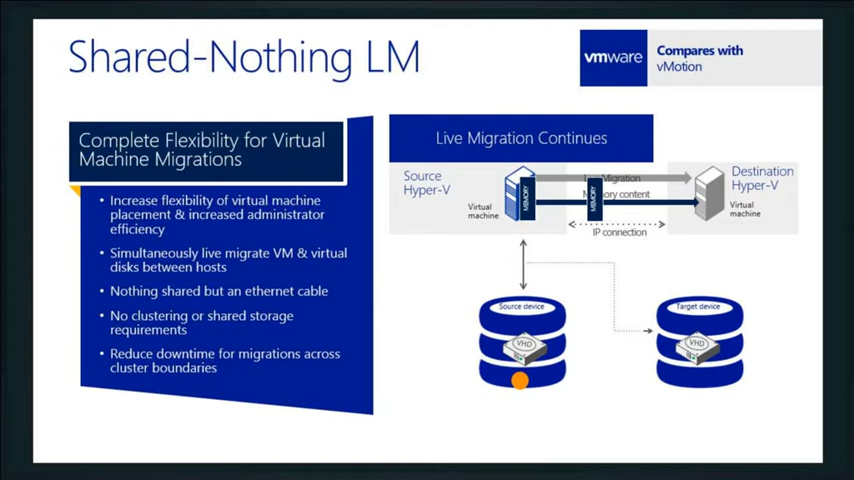 Shared-Nothing LM
vmware
Compares with
vMotion
Complete Flexibility for Virtual
Machine Migrations
• Increase flexibility of virtual machine
placement & increased administrator
efficiency
• Simultaneously live migrate VM & virtual
disks between hosts
• Nothing shared but an ethernet cable
• No clustering or shared storage
requirements
• Reduce downtime for migrations across
cluster boundaries
Live Migration Continues
Source
Hyper-V
Virtual
machine
MEMORY
MEMORY
Migration
content
IP connection
Destination
Hyper-V
Virtual
machine
Source device
VHD
Target device
VHD